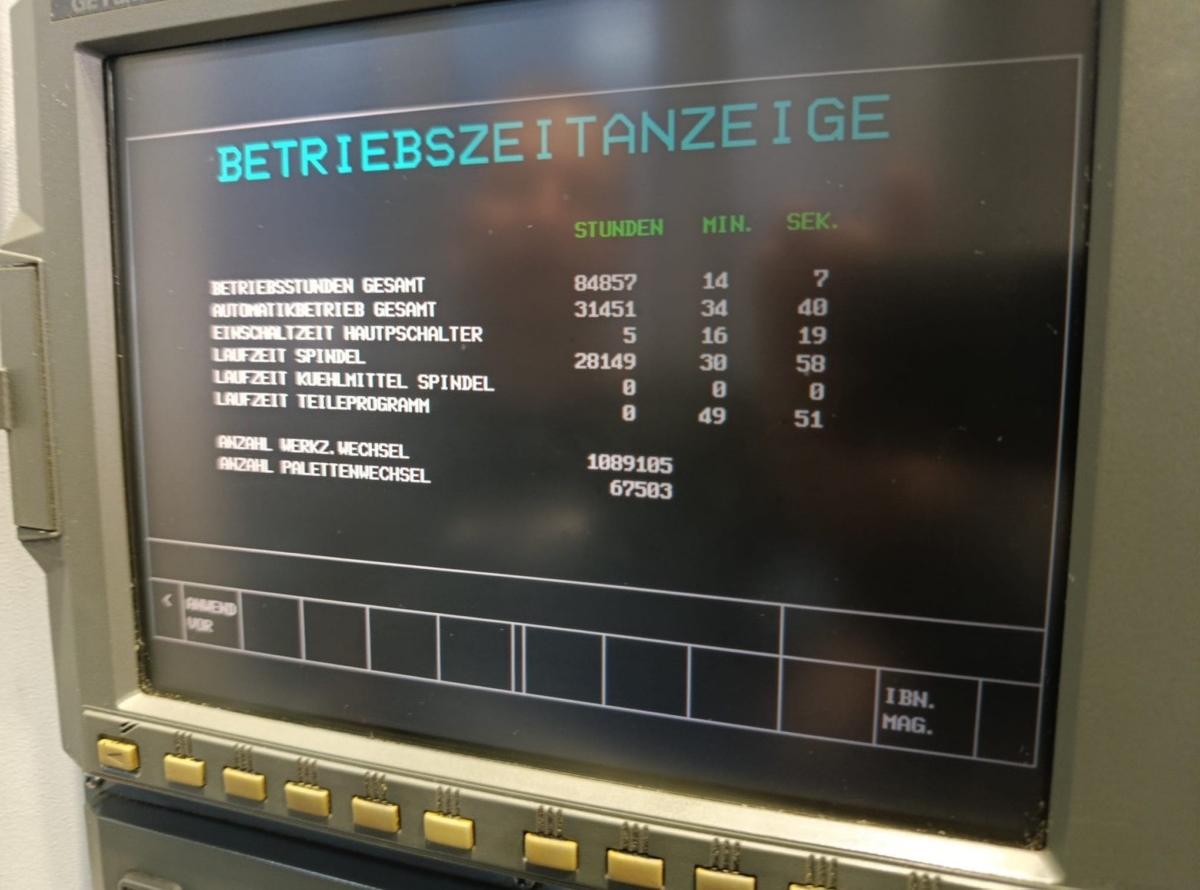 BETRIEBSZEITANZEIGE
STUNDEN MIN. SEK.
BETRIEBSSTUNDEN GESAMT 84857 14 7
AUTOMATIKBETRIEB GESAMT 31451 34 40
EINSCHALTZEIT HAUTPSCHALTER 5 16 19
LAUFZEIT SPINDEL 28149 30 58
LAUFZEIT KUEHLMITTEL SPINDEL 0 0 0
LAUFZEIT TEILEPROGRAMM 0 49 51
ANZAHL WERKZ.WECHSEL 1089105
ANZAHL PALETTENWECHSEL 67503
< ANWEND
VOR
IBN.
MAG.